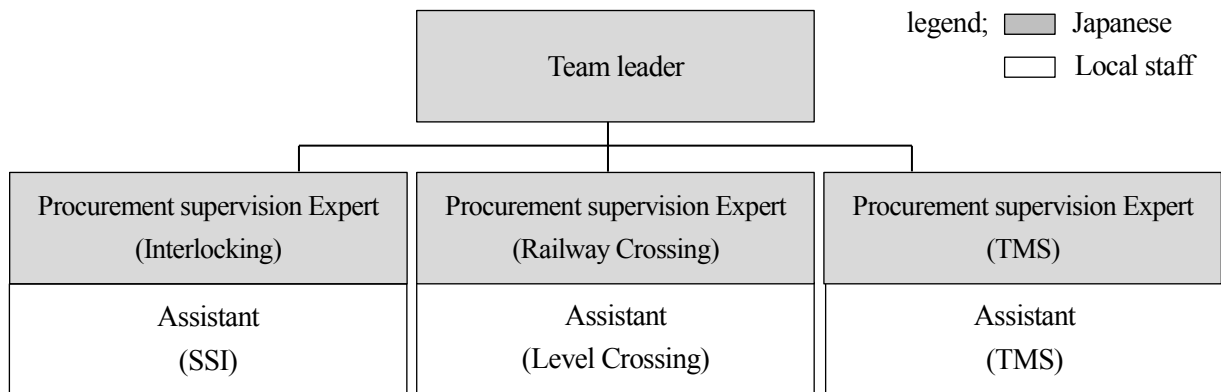 legend;
Japanese
Local staff
Team leader
Procurement supervision Expert
(Interlocking)
Assistant
(SSI)
Procurement supervision Expert
(Railway Crossing)
Assistant
(Level Crossing)
Procurement supervision Expert
(TMS)
Assistant
(TMS)